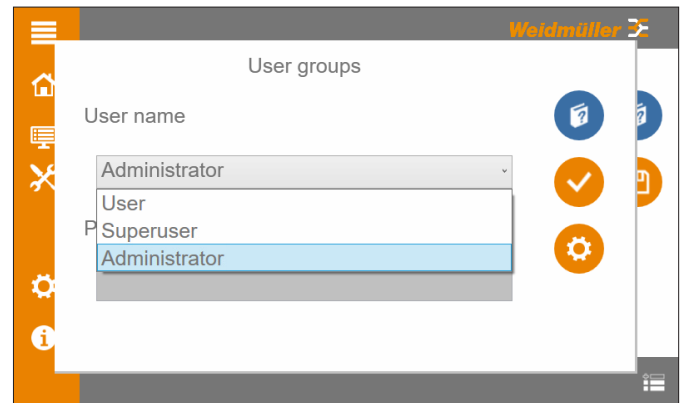 Weidmüller
User groups
User name
Administrator
User
P
Superuser
Administrator